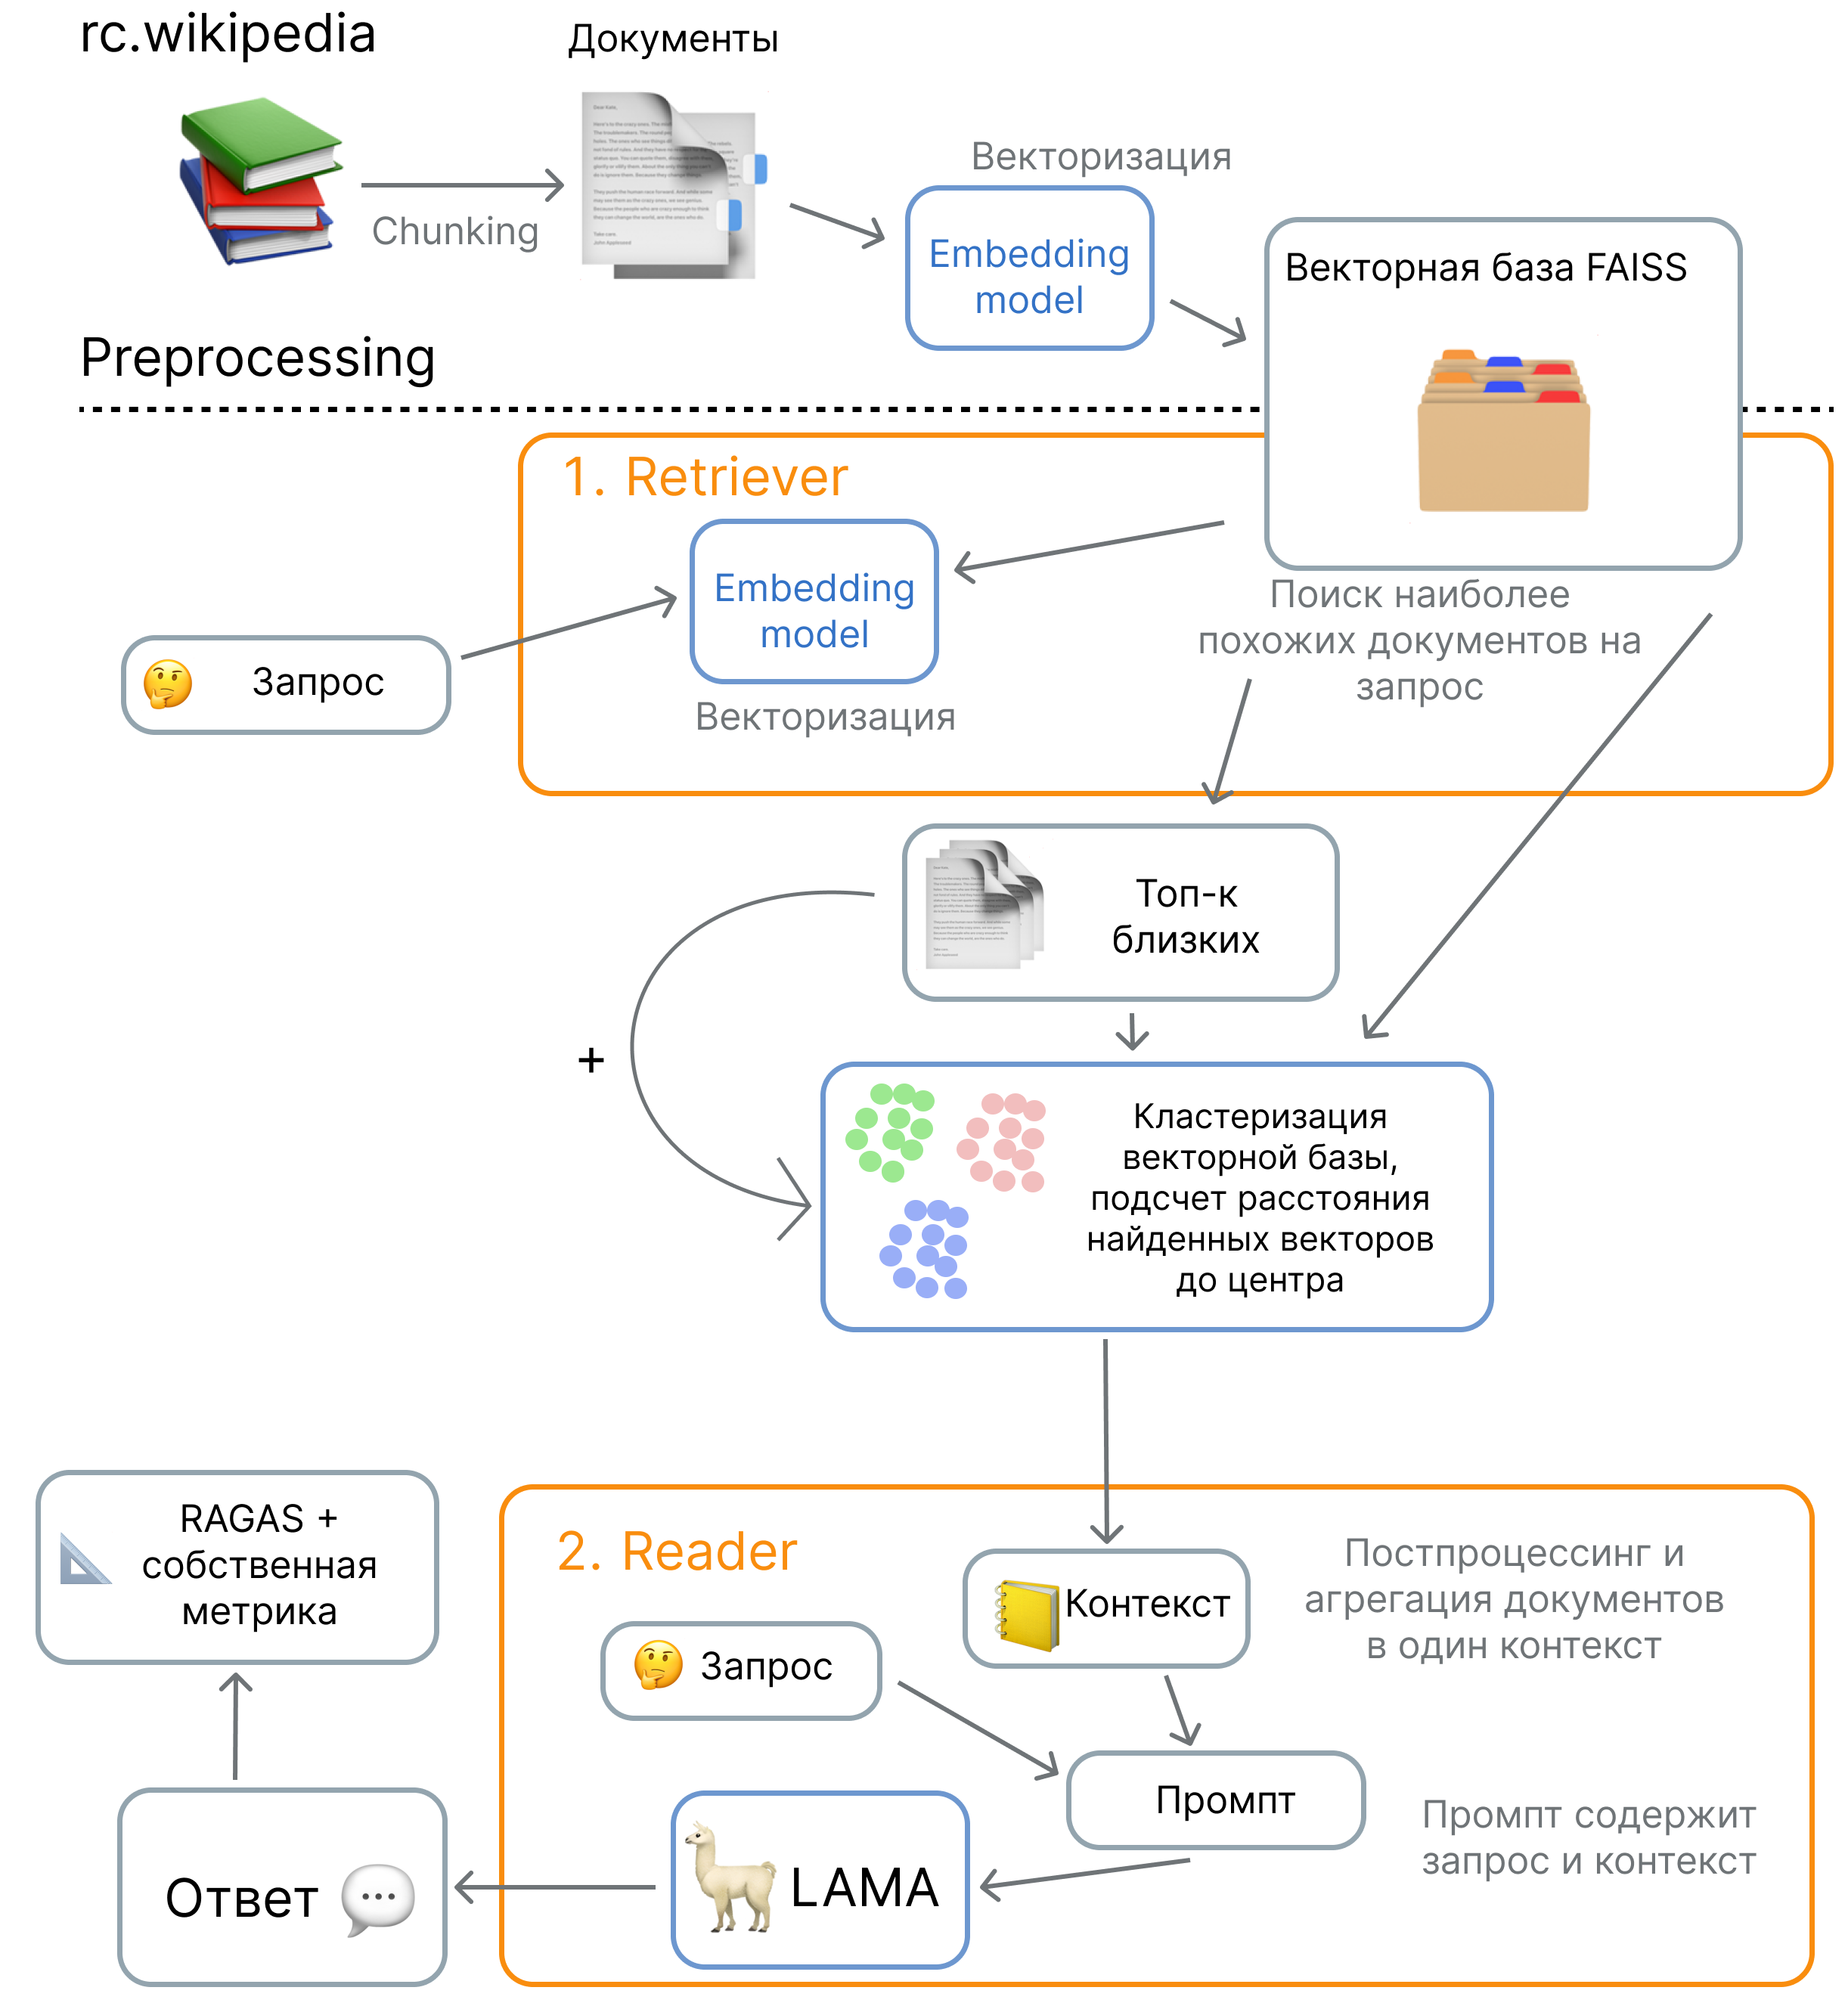 rc.wikipedia
Документы
Chunking
Векторизация
Embedding
model
Векторная база FAISS
Preprocessing
1. Retriever
Embedding
model
Векторизация
Запрос
Поиск наиболее
похожих документов на
запрос
Топ-к
близких
+
Кластеризация
векторной базы,
подсчет расстояния
найденных векторов
до центра
RAGAS +
собственная
метрика
2. Reader
Контекст
Постпроцессинг и
агрегация документов
в один контекст
Запрос
Промпт
Промпт содержит
запрос и контекст
LAMA
Ответ